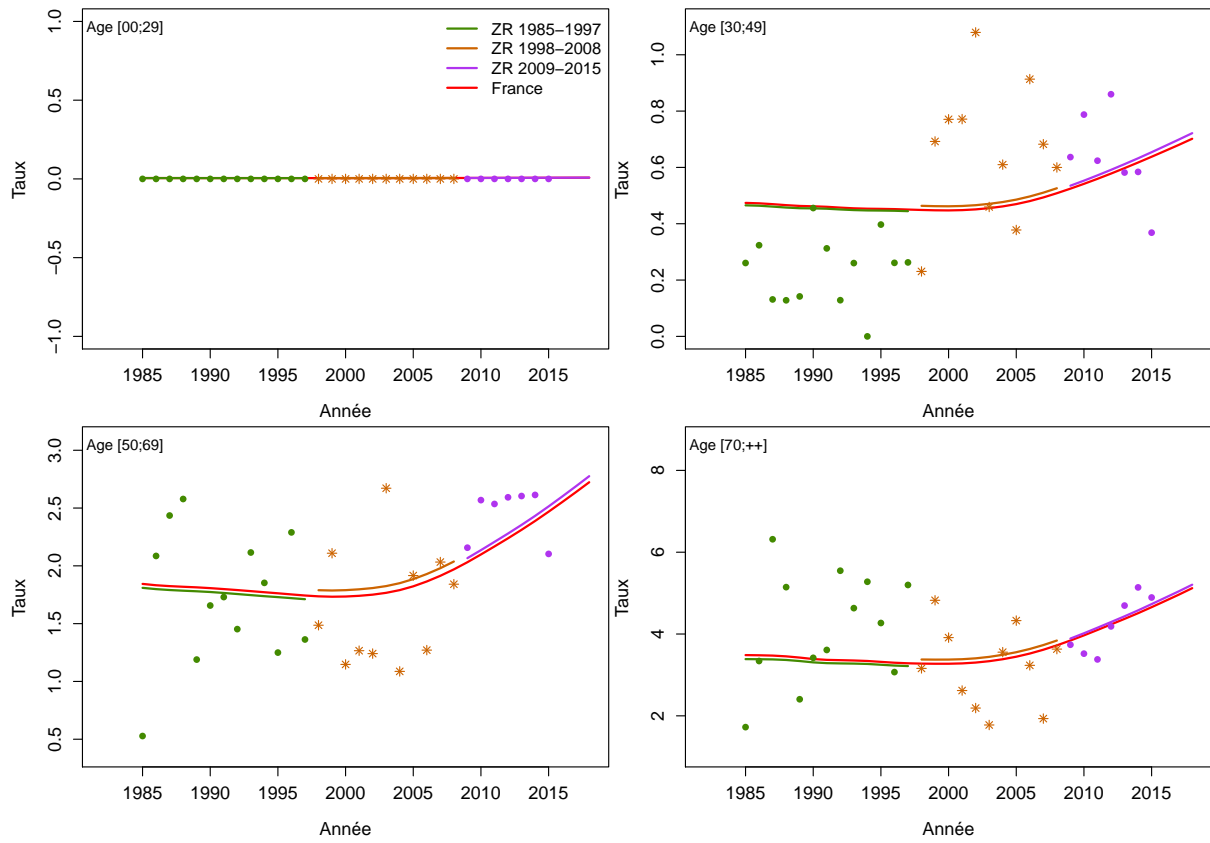 Age [00;29]
ZR 1985−1997
ZR 1998−2008
ZR 2009−2015
France
Taux
1.0
0.5
0.0
−0.5
−1.0
1985 1990 1995 2000 2005 2010 2015
Année
Age [30;49]
Taux
1.0
0.8
0.6
0.4
0.2
0.0
1985 1990 1995 2000 2005 2010 2015
Année
Age [50;69]
Taux
3.0
2.5
2.0
1.5
1.0
0.5
1985 1990 1995 2000 2005 2010 2015
Année
Age [70;++]
Taux
8
6
4
2
1985 1990 1995 2000 2005 2010 2015
Année